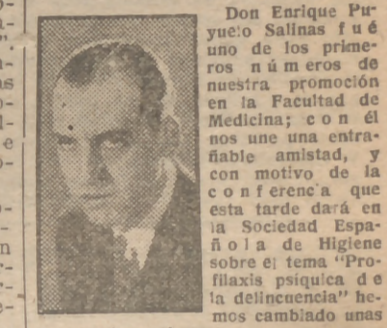 Don Enrique Pu-
yuelo Salinas fué
uno de los prime-
ros números de
nuestra promoción
en la Facultad de
Medicina; con él
nos une una entra-
ñable amistad, y
con motivo de la
conferencia que
esta tarde dará en
la Sociedad Espa-
ñola de Higiene
sobre el tema "Pro-
filaxis psiquica de
la delincuencia" he-
mos cambiado unas